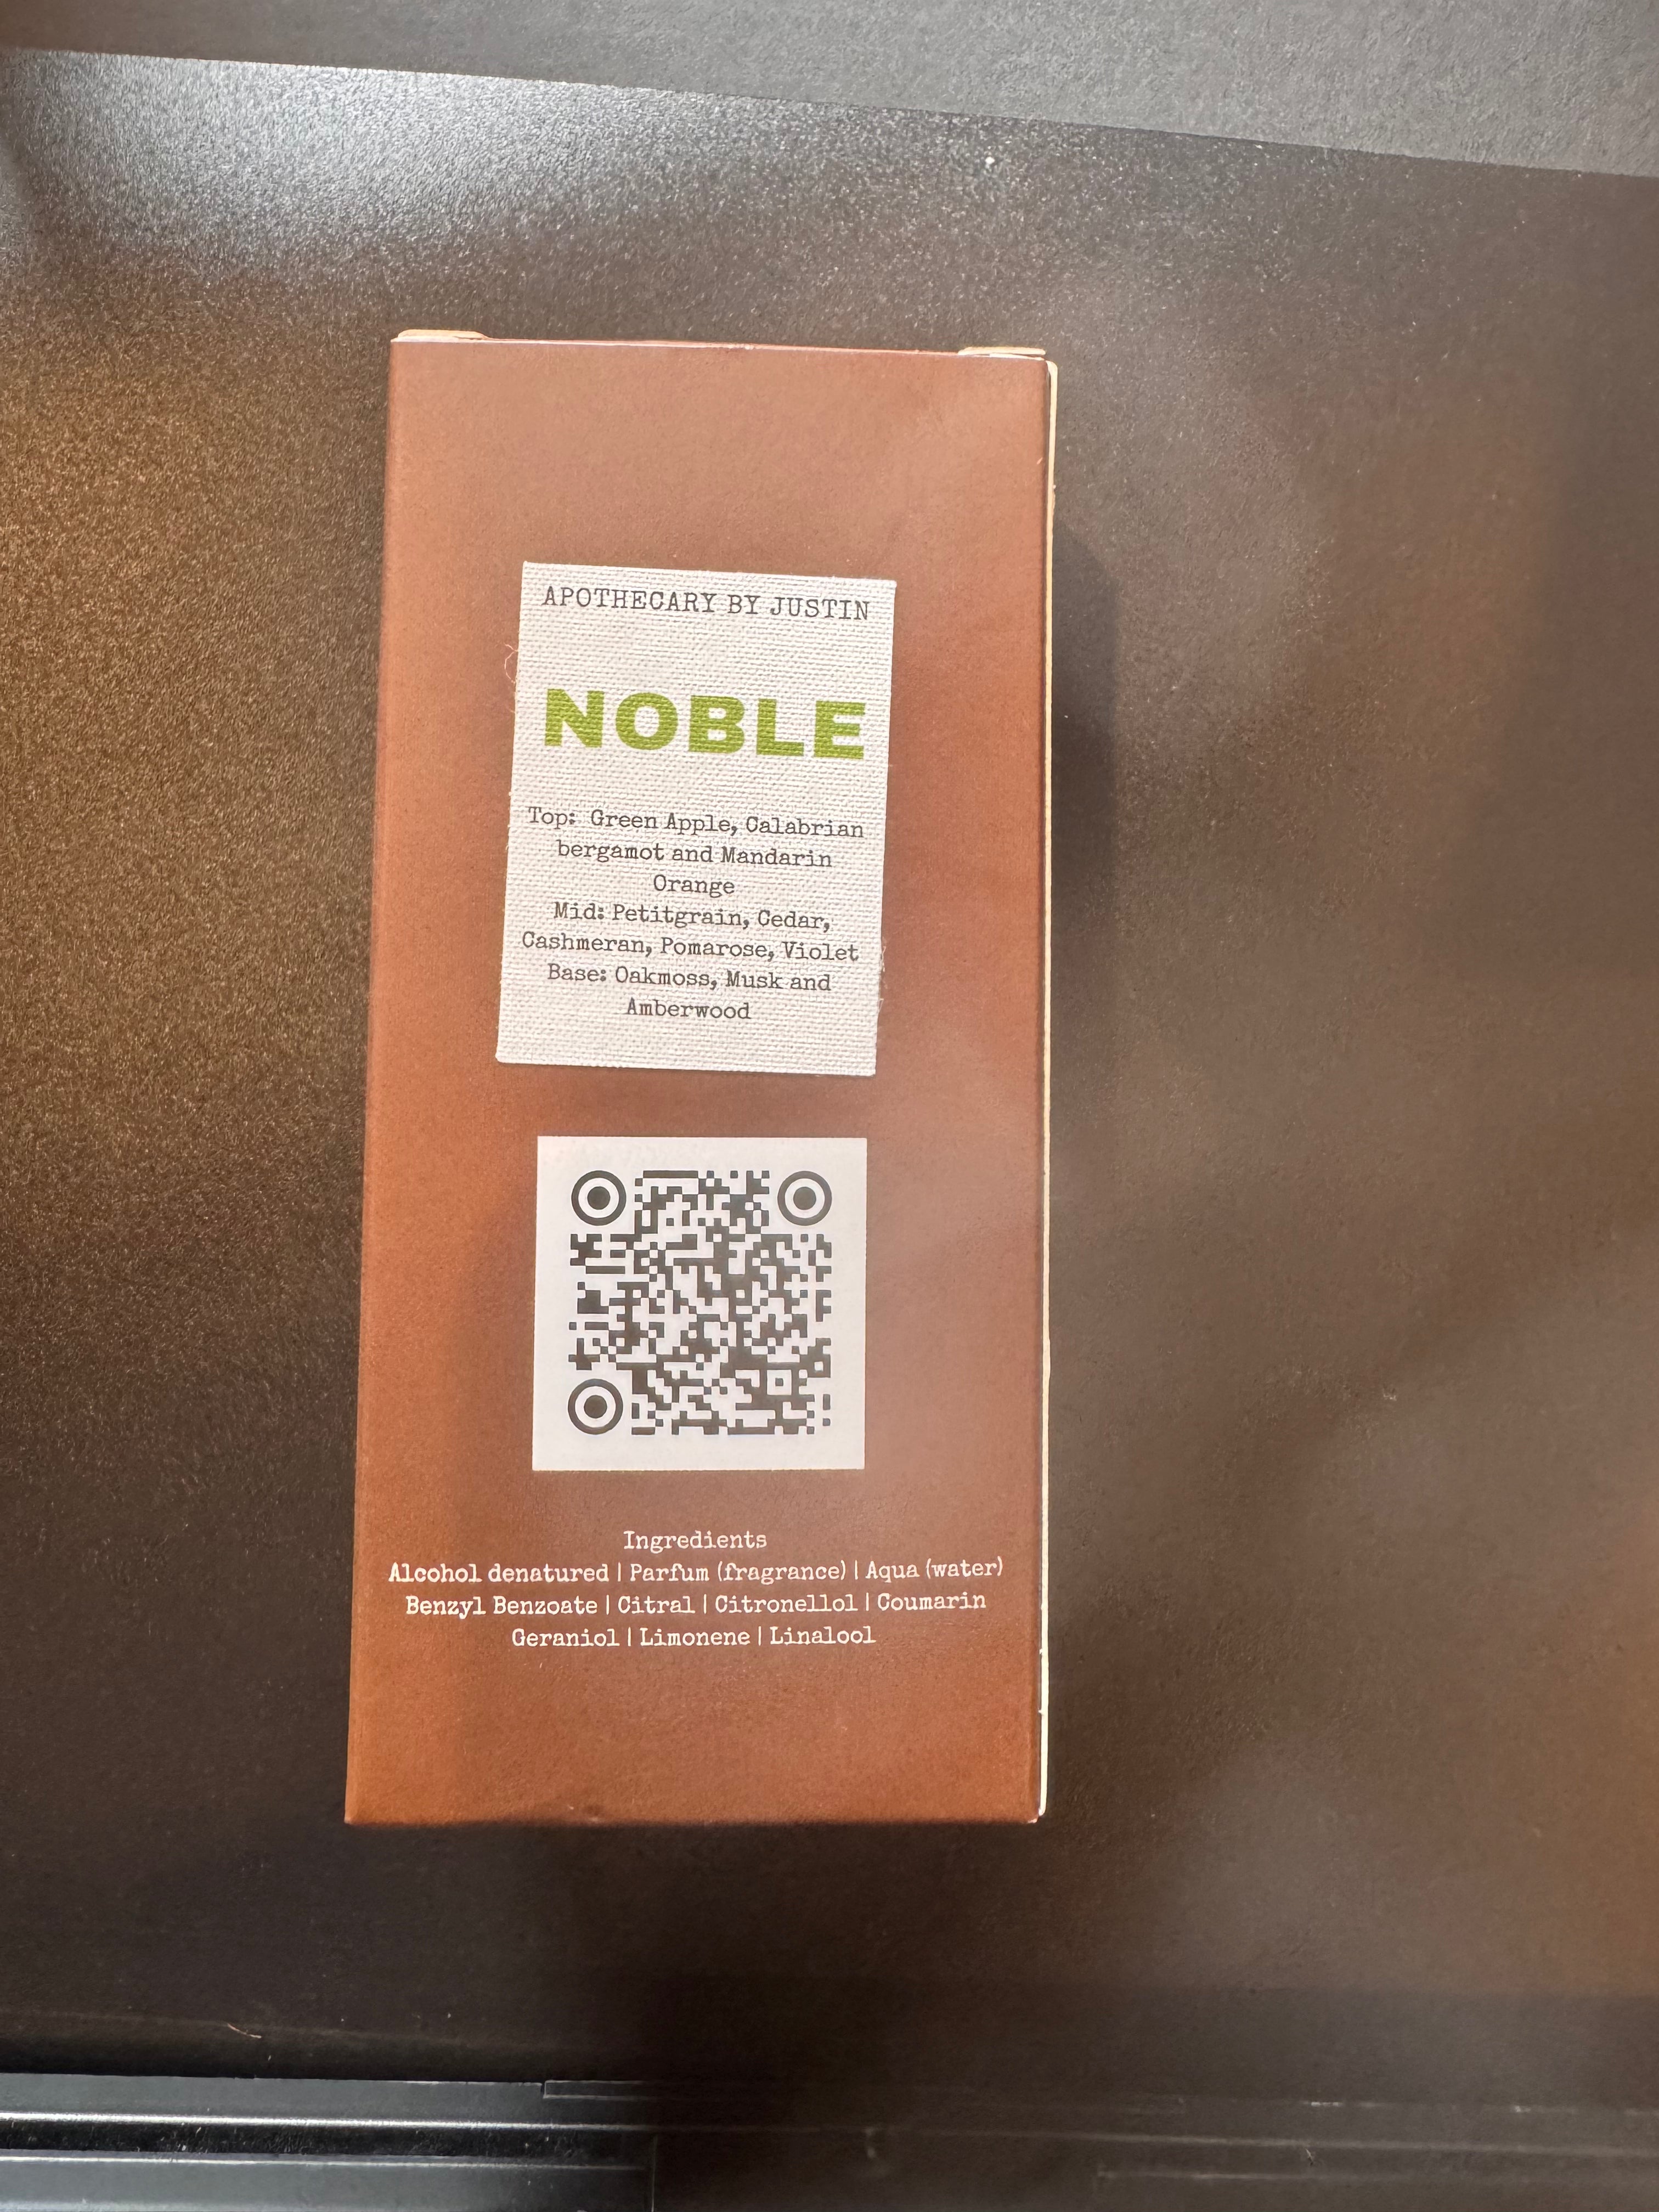 APOTHECARY BY JUSTIN
NOBLE
Top: Green Apple, Calabrian
bergamot and Mandarin
Orange
Mid: Petitgrain, Cedar,
Cashmeran, Pomarose, Violet
Base: Oakmoss, Musk and
Amberwood
Ingredients
Alcohol denatured | Parfum (fragrance) | Aqua (water)
Benzyl Benzoate | Citral | Citronellol | Coumarin
Geraniol | Limonene | Linalool